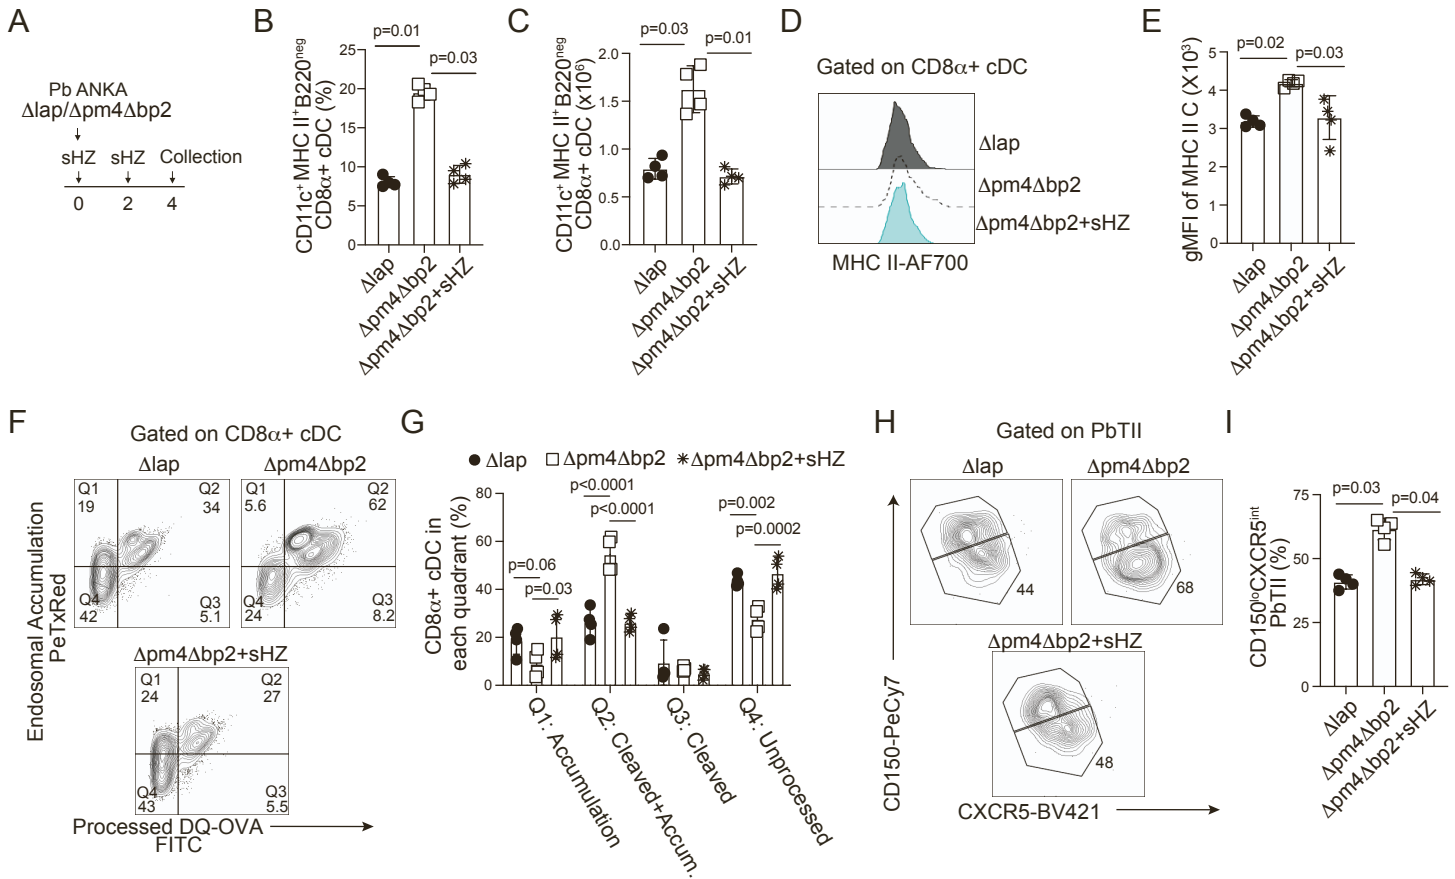 A
Pb ANKA
Δlap/Δpm4Δbp2
sHZ sHZ Collection
0 2 4
B
CD11c+ MHC II+B220neg
CD8α+ cDC (%)
25
20
15
10
5
0
p=0.01
p=0.03
Δlap
Δpm4Δbp2
Δpm4Δbp2+sHZ
C
CD11c+ MHC II+B220neg
CD8α+ cDC (x10⁶)
2.0
1.5
1.0
0.5
0.0
p=0.03
p=0.01
Δlap
Δpm4Δbp2
Δpm4Δbp2+sHZ
D
Gated on CD8α+ cDC
Δlap
Δpm4Δbp2
Δpm4Δbp2+sHZ
MHC II-AF700
E
gMFI of MHC II C (X10³)
5
4
3
2
1
0
p=0.02
p=0.03
Δlap
Δpm4Δbp2
Δpm4Δbp2+sHZ
F
Gated on CD8α+ cDC
Δlap
Δpm4Δbp2
Q1 Q2
19 34
Q4 Q3
42 5.1
Q1 Q2
5.6 62
Q4 Q3
24 8.2
Δpm4Δbp2+sHZ
Q1 Q2
24 27
Q4 Q3
43 5.5
Endosomal Accumulation
PeTxRed
Processed DQ-OVA
FITC
G
Δlap Δpm4Δbp2 Δpm4Δbp2+sHZ
CD8α+ cDC in
each quadrant (%)
80
60
40
20
0
p=0.06
p=0.03
p<0.0001
p<0.0001
p=0.002
p=0.0002
Q1: Accumulation
Q2: Cleaved+Accum.
Q3: Cleaved
Q4: Unprocessed
H
Gated on PbTII
Δlap
Δpm4Δbp2
44
68
Δpm4Δbp2+sHZ
48
CD150-PeCy7
CXCR5-BV421
I
CD150loCXCR5int
PbTII (%)
75
50
25
0
p=0.03
p=0.04
Δlap
Δpm4Δbp2
Δpm4Δbp2+sHZ